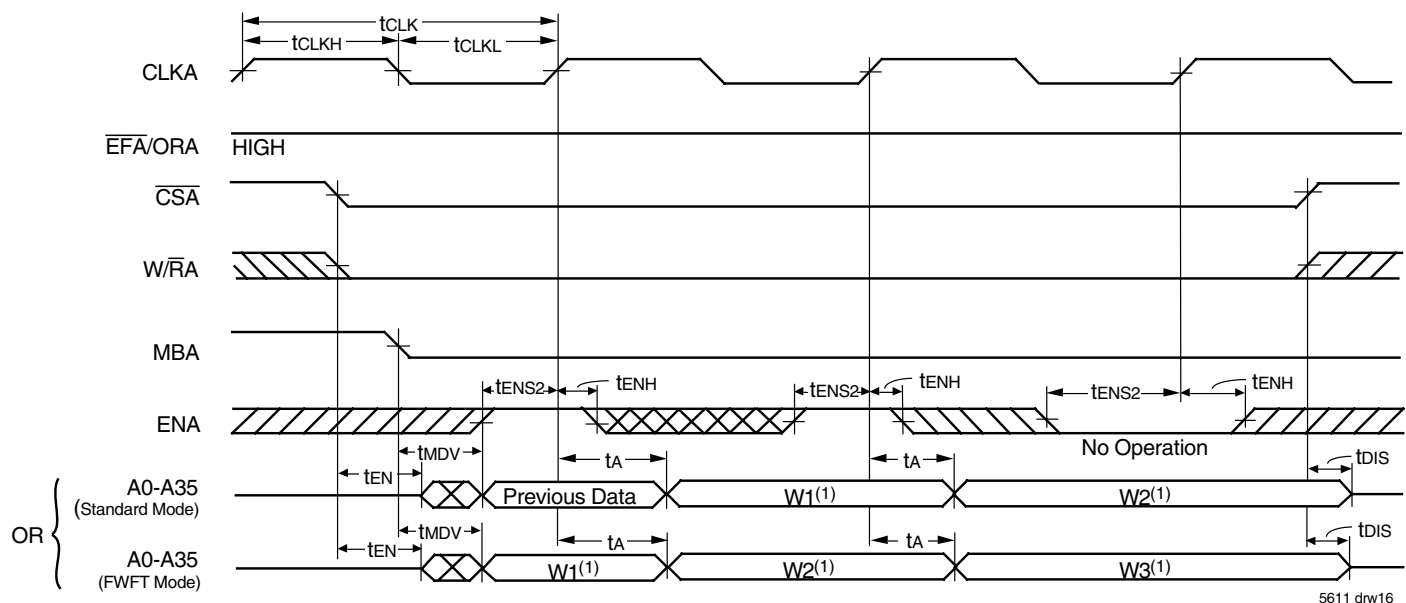 tCLK
tCLKH tCLKL
CLKA
EFA/ORA HIGH
CSA
W/RA
MBA
tENS2 tENH tENS2 tENH tENS2 tENH
ENA
No Operation
tMDV
tEN tA tA tDIS
A0-A35
(Standard Mode)
Previous Data W1(1) W2(1)
OR
tMDV
tEN tA tA tDIS
A0-A35
(FWFT Mode)
W1(1) W2(1) W3(1)
5611 drw16